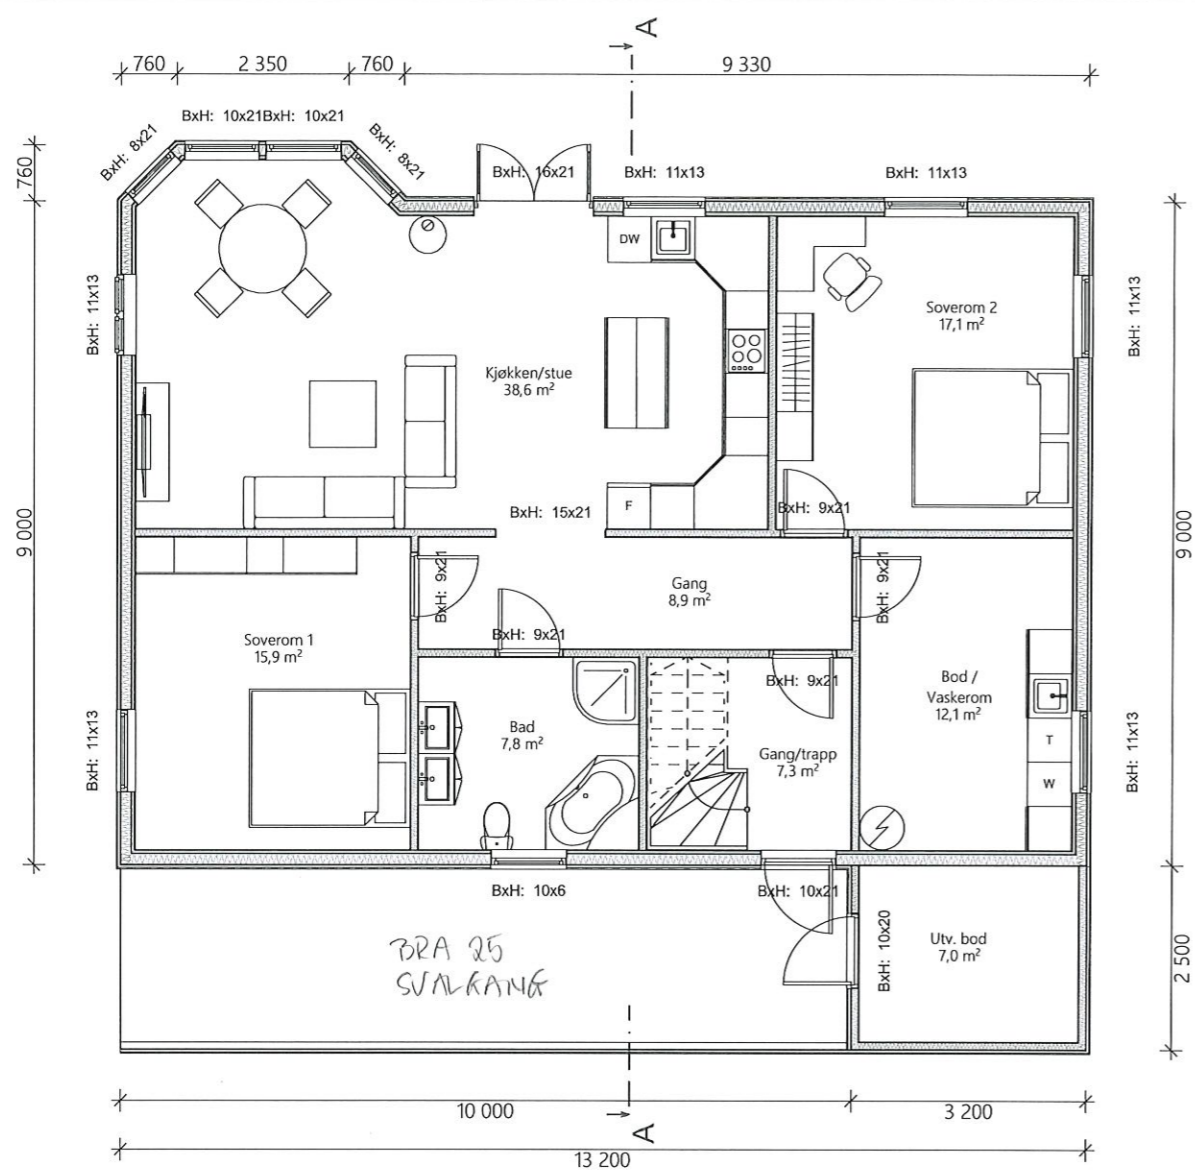 A
760
2 350
760
9 330
BxH: 10x21BxH: 10x21
BxH: 8x21
BxH: 8x21
BxH: 16x21
BxH: 11x13
BxH: 11x13
760
DW
BxH: 11x13
BxH: 11x13
Soverom 2
17,1 m²
Kjøkken/stue
38,6 m²
BxH: 15x21
F
BxH: 9x21
9 000
9 000
BxH: 9x21
BxH: 9x21
Gang
8,9 m²
BxH: 9x21
Soverom 1
15,9 m²
BxH: 9x21
Bod /
Vaskerom
12,1 m²
Bad
7,8 m²
Gang/trapp
7,3 m²
T
W
BxH: 11x13
BxH: 11x13
BxH: 10x6
BxH: 10x21
BxH: 10x20
BRA 25
SVALGANG
Utv. bod
7,0 m²
2 500
10 000
3 200
A
13 200